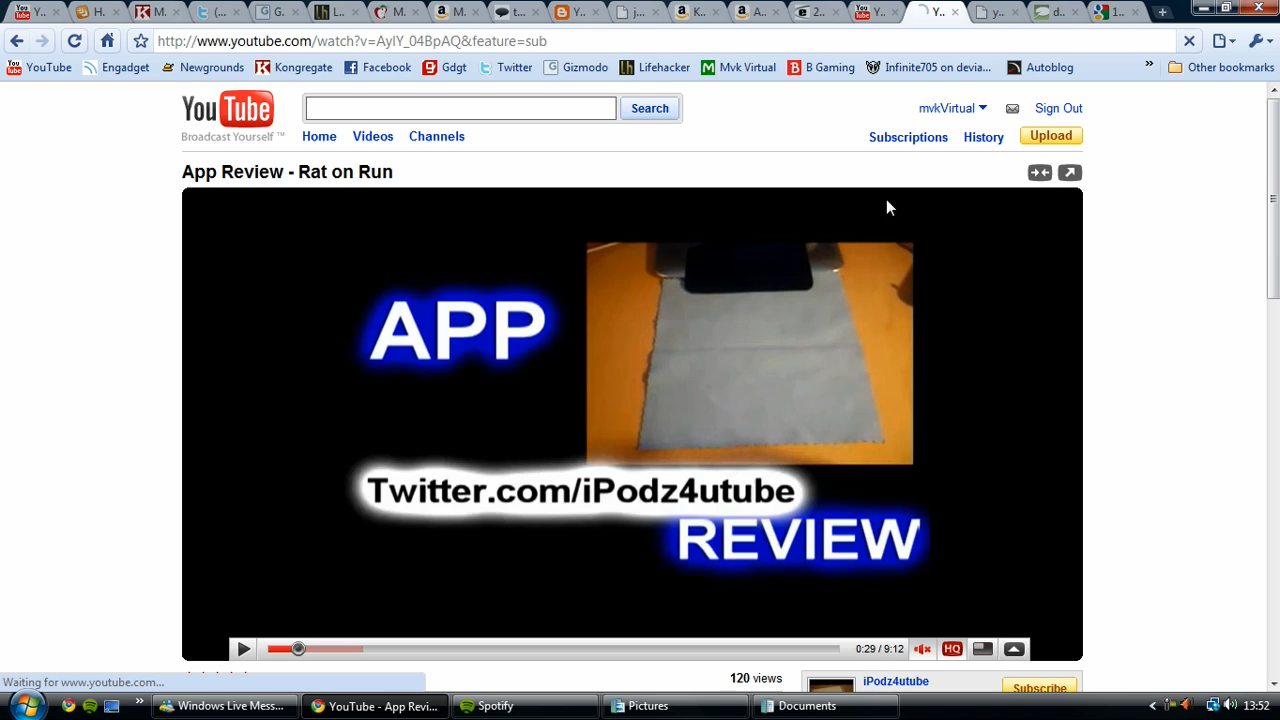 Y...
H.
M.
t...
(..
G.
L...
M.
M.
t...
Y...
j...
K...
A...
2...
Y...
Y..
y...
d...
1...
http://www.youtube.com/watch?v=AylY_04BpAQ&feature=sub
YouTube Engadget Newgrounds Kongregate Facebook Gdgt Twitter Gizmodo Lifehacker Mvk Virtual B Gaming Infinite705 on devia... Autoblog » Other bookmarks
YouTube Search mvkVirtual Sign Out
Broadcast Yourself ™ Home Videos Channels Subscriptions History Upload
App Review - Rat on Run
APP
Twitter.com/iPodz4utube
REVIEW
0:29 / 9:12 HQ
120 views iPodz4utube Subscribe
Waiting for www.youtube.com...
» Windows Live Mess... YouTube - App Revi... Spotify Pictures Documents 13:52